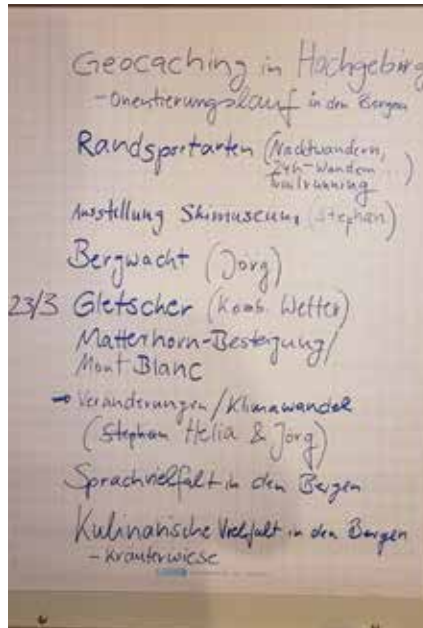 Geocaching in Hochgebirg
- Orientierungslauf in den Bergen
Randsportarten (Nachtwandern,
24h-Wandern
Trailrunning ...)
Ausstellung Skimuseum (Stephan)
Bergwacht (Jörg)
23/3 Gletscher (Komb. Wetter)
Matterhorn-Besteigung/
Mont Blanc
→ Veränderungen/Klimawandel
(Stephan Helia & Jörg)
Sprachvielfalt in den Bergen
Kulinarische Vielfalt in den Bergen
- Kräuterwiese